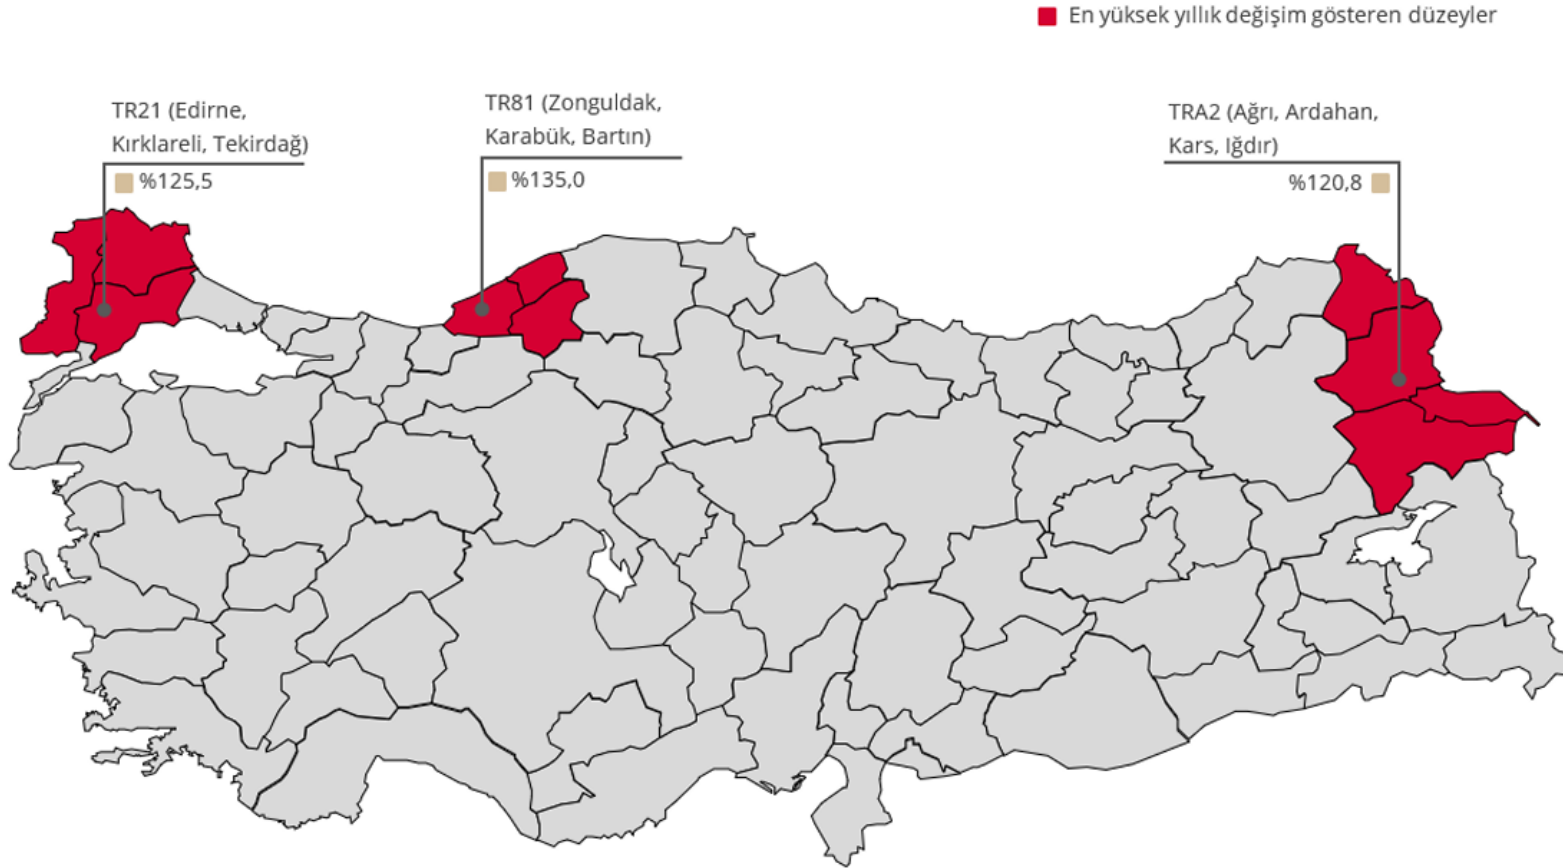 En yüksek yıllık değişim gösteren düzeyler
TR21 (Edirne,
Kırklareli, Tekirdağ)
%125,5
TR81 (Zonguldak,
Karabük, Bartın)
%135,0
TRA2 (Ağrı, Ardahan,
Kars, Iğdır)
%120,8